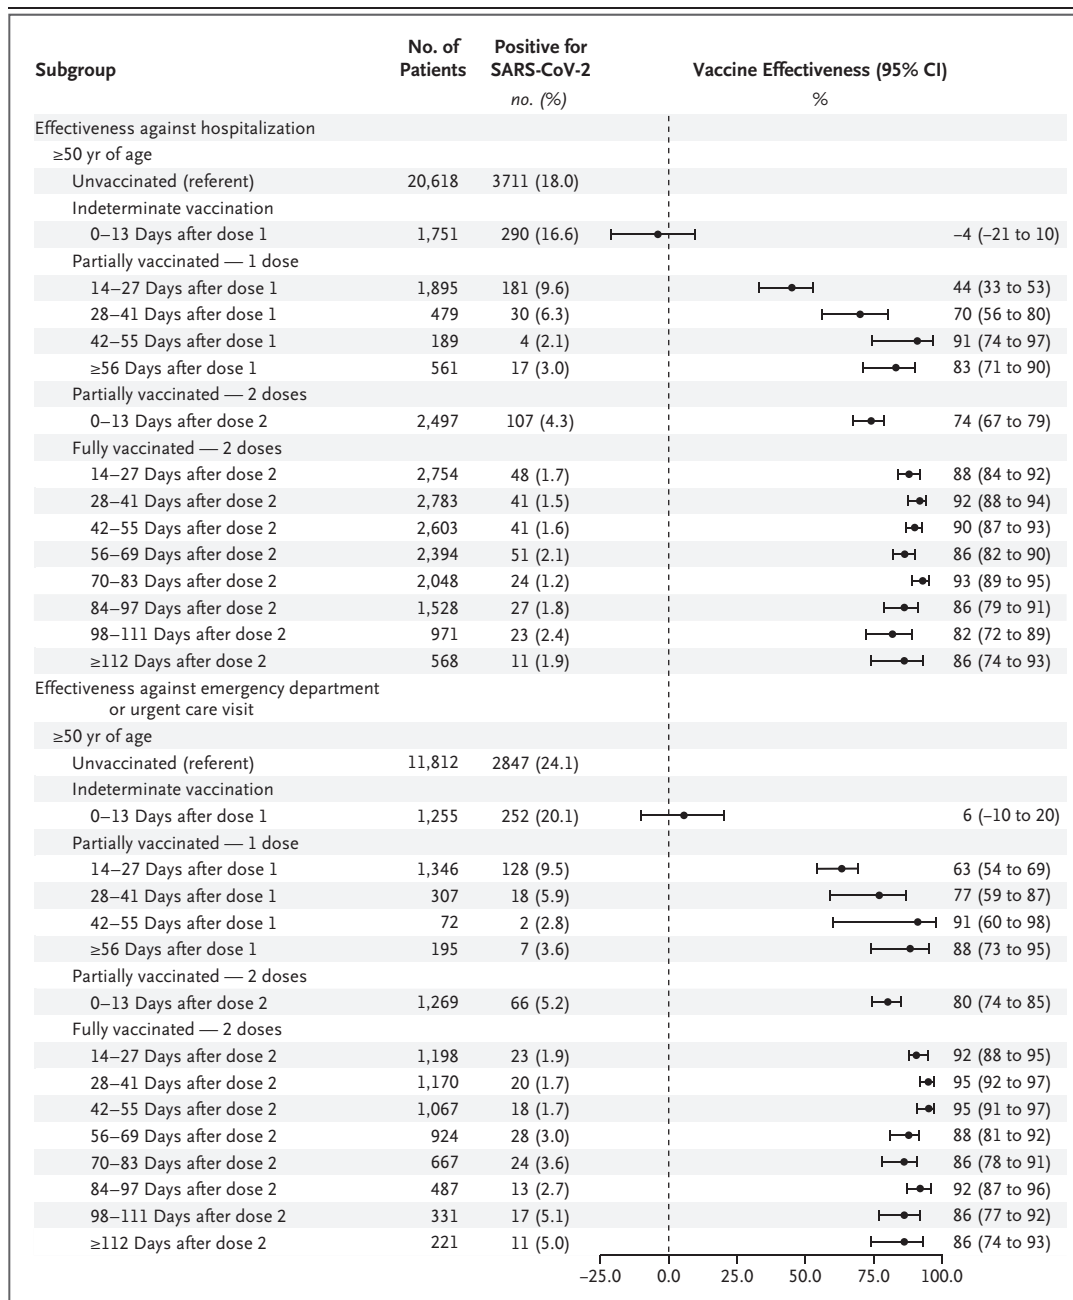 Subgroup No. of Patients Positive for SARS-CoV-2 Vaccine Effectiveness (95% CI)
no. (%) %
Effectiveness against hospitalization
≥50 yr of age
Unvaccinated (referent) 20,618 3711 (18.0)
Indeterminate vaccination
0–13 Days after dose 1 1,751 290 (16.6) –4 (–21 to 10)
Partially vaccinated — 1 dose
14–27 Days after dose 1 1,895 181 (9.6) 44 (33 to 53)
28–41 Days after dose 1 479 30 (6.3) 70 (56 to 80)
42–55 Days after dose 1 189 4 (2.1) 91 (74 to 97)
≥56 Days after dose 1 561 17 (3.0) 83 (71 to 90)
Partially vaccinated — 2 doses
0–13 Days after dose 2 2,497 107 (4.3) 74 (67 to 79)
Fully vaccinated — 2 doses
14–27 Days after dose 2 2,754 48 (1.7) 88 (84 to 92)
28–41 Days after dose 2 2,783 41 (1.5) 92 (88 to 94)
42–55 Days after dose 2 2,603 41 (1.6) 90 (87 to 93)
56–69 Days after dose 2 2,394 51 (2.1) 86 (82 to 90)
70–83 Days after dose 2 2,048 24 (1.2) 93 (89 to 95)
84–97 Days after dose 2 1,528 27 (1.8) 86 (79 to 91)
98–111 Days after dose 2 971 23 (2.4) 82 (72 to 89)
≥112 Days after dose 2 568 11 (1.9) 86 (74 to 93)
Effectiveness against emergency department
or urgent care visit
≥50 yr of age
Unvaccinated (referent) 11,812 2847 (24.1)
Indeterminate vaccination
0–13 Days after dose 1 1,255 252 (20.1) 6 (–10 to 20)
Partially vaccinated — 1 dose
14–27 Days after dose 1 1,346 128 (9.5) 63 (54 to 69)
28–41 Days after dose 1 307 18 (5.9) 77 (59 to 87)
42–55 Days after dose 1 72 2 (2.8) 91 (60 to 98)
≥56 Days after dose 1 195 7 (3.6) 88 (73 to 95)
Partially vaccinated — 2 doses
0–13 Days after dose 2 1,269 66 (5.2) 80 (74 to 85)
Fully vaccinated — 2 doses
14–27 Days after dose 2 1,198 23 (1.9) 92 (88 to 95)
28–41 Days after dose 2 1,170 20 (1.7) 95 (92 to 97)
42–55 Days after dose 2 1,067 18 (1.7) 95 (91 to 97)
56–69 Days after dose 2 924 28 (3.0) 88 (81 to 92)
70–83 Days after dose 2 667 24 (3.6) 86 (78 to 91)
84–97 Days after dose 2 487 13 (2.7) 92 (87 to 96)
98–111 Days after dose 2 331 17 (5.1) 86 (77 to 92)
≥112 Days after dose 2 221 11 (5.0) 86 (74 to 93)
–25.0 0.0 25.0 50.0 75.0 100.0